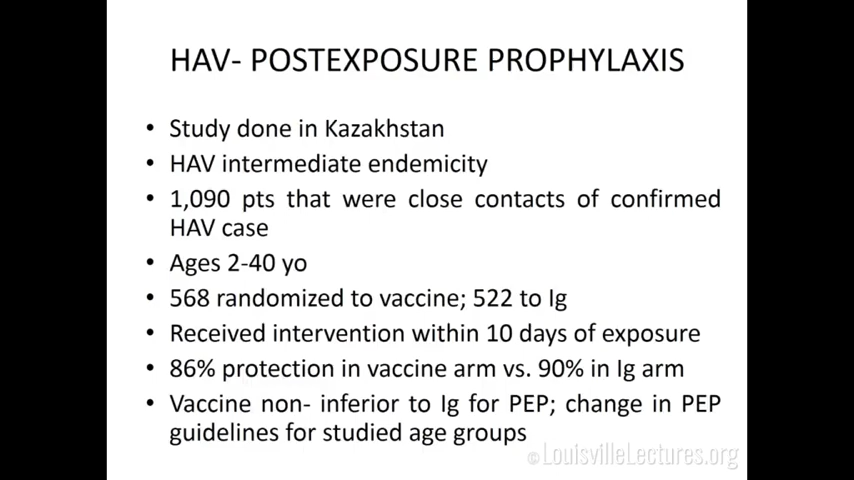 HAV- POSTEXPOSURE PROPHYLAXIS
• Study done in Kazakhstan
• HAV intermediate endemicity
• 1,090 pts that were close contacts of confirmed
HAV case
• Ages 2-40 yo
• 568 randomized to vaccine; 522 to Ig
• Received intervention within 10 days of exposure
• 86% protection in vaccine arm vs. 90% in Ig arm
• Vaccine non- inferior to Ig for PEP; change in PEP
guidelines for studied age groups
©LouisvilleLectures.org